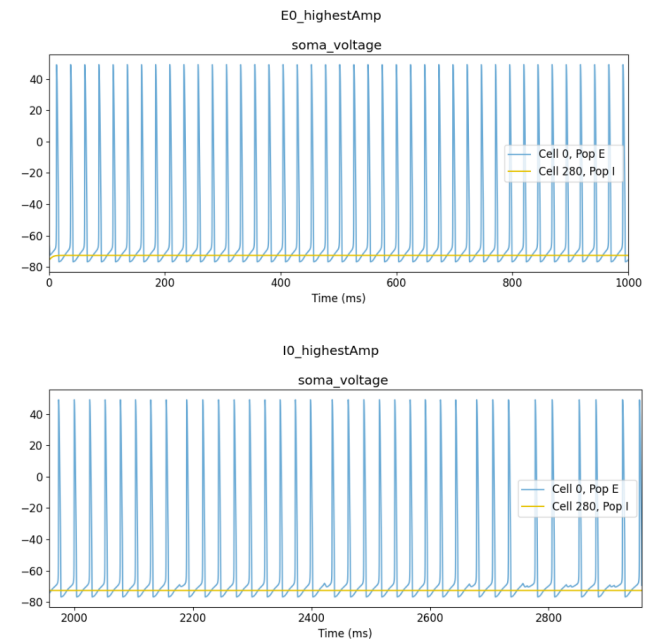 E0_highestAmp
soma_voltage
40
20
0
−20
−40
−60
−80
Cell 0, Pop E
Cell 280, Pop I
0 200 400 600 800 1000
Time (ms)
I0_highestAmp
soma_voltage
40
20
0
−20
−40
−60
−80
Cell 0, Pop E
Cell 280, Pop I
2000 2200 2400 2600 2800
Time (ms)